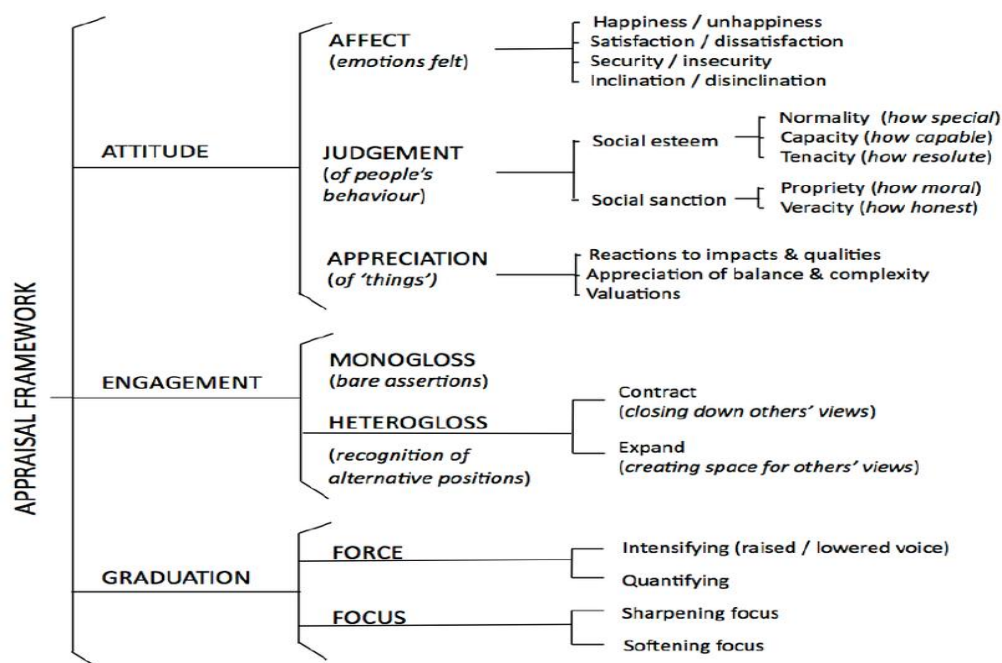 APPRAISAL FRAMEWORK
ATTITUDE
AFFECT
(emotions felt)
Happiness / unhappiness
Satisfaction / dissatisfaction
Security / insecurity
Inclination / disinclination
JUDGEMENT
(of people's
behaviour)
Social esteem
Normality (how special)
Capacity (how capable)
Tenacity (how resolute)
Social sanction
Propriety (how moral)
Veracity (how honest)
APPRECIATION
(of 'things')
Reactions to impacts & qualities
Appreciation of balance & complexity
Valuations
ENGAGEMENT
MONOGLOSS
(bare assertions)
HETEROGLOSS
(recognition of
alternative positions)
Contract
(closing down others' views)
Expand
(creating space for others' views)
GRADUATION
FORCE
Intensifying (raised / lowered voice)
Quantifying
FOCUS
Sharpening focus
Softening focus